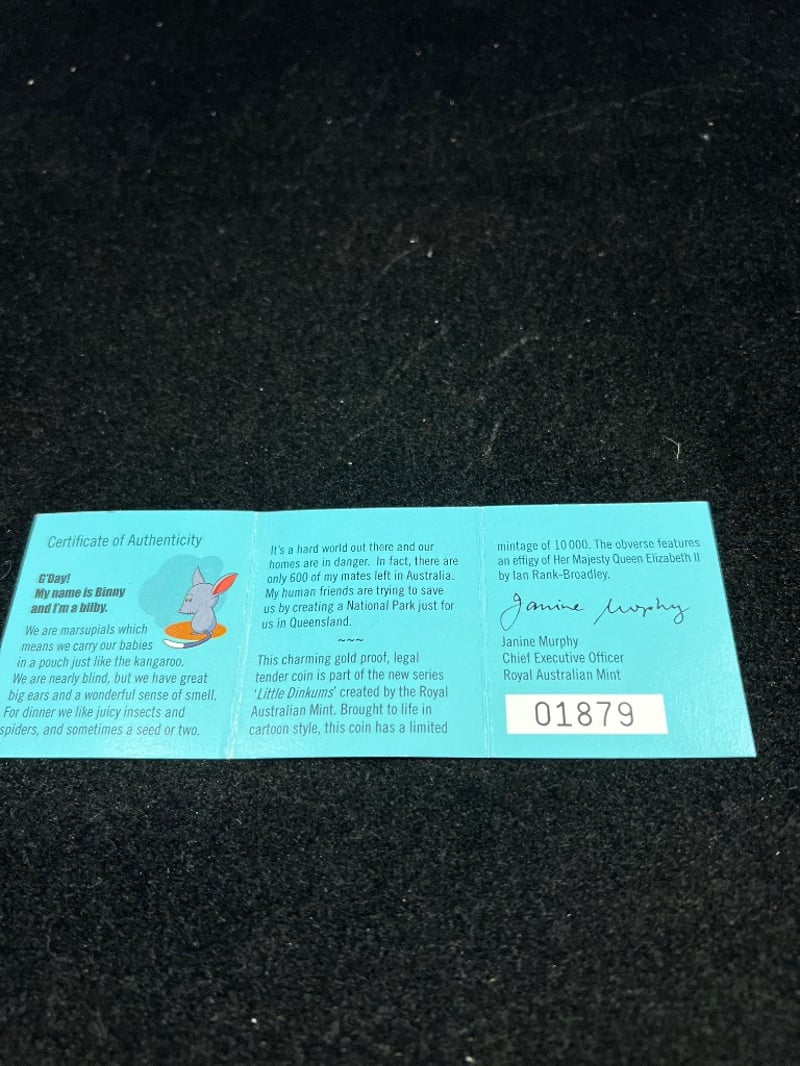 Certificate of Authenticity
G'Day!
My name is Binny
and I'm a bilby.
We are marsupials which
means we carry our babies
in a pouch just like the kangaroo.
We are nearly blind, but we have great
big ears and a wonderful sense of smell.
For dinner we like juicy insects and
spiders, and sometimes a seed or two.
It's a hard world out there and our
homes are in danger. In fact, there are
only 600 of my mates left in Australia.
My human friends are trying to save
us by creating a National Park just for
us in Queensland.
~~~
This charming gold proof, legal
tender coin is part of the new series
'Little Dinkums' created by the Royal
Australian Mint. Brought to life in
cartoon style, this coin has a limited
mintage of 10 000. The obverse features
an effigy of Her Majesty Queen Elizabeth II
by Ian Rank-Broadley.
Janine Murphy
Janine Murphy
Chief Executive Officer
Royal Australian Mint
01879